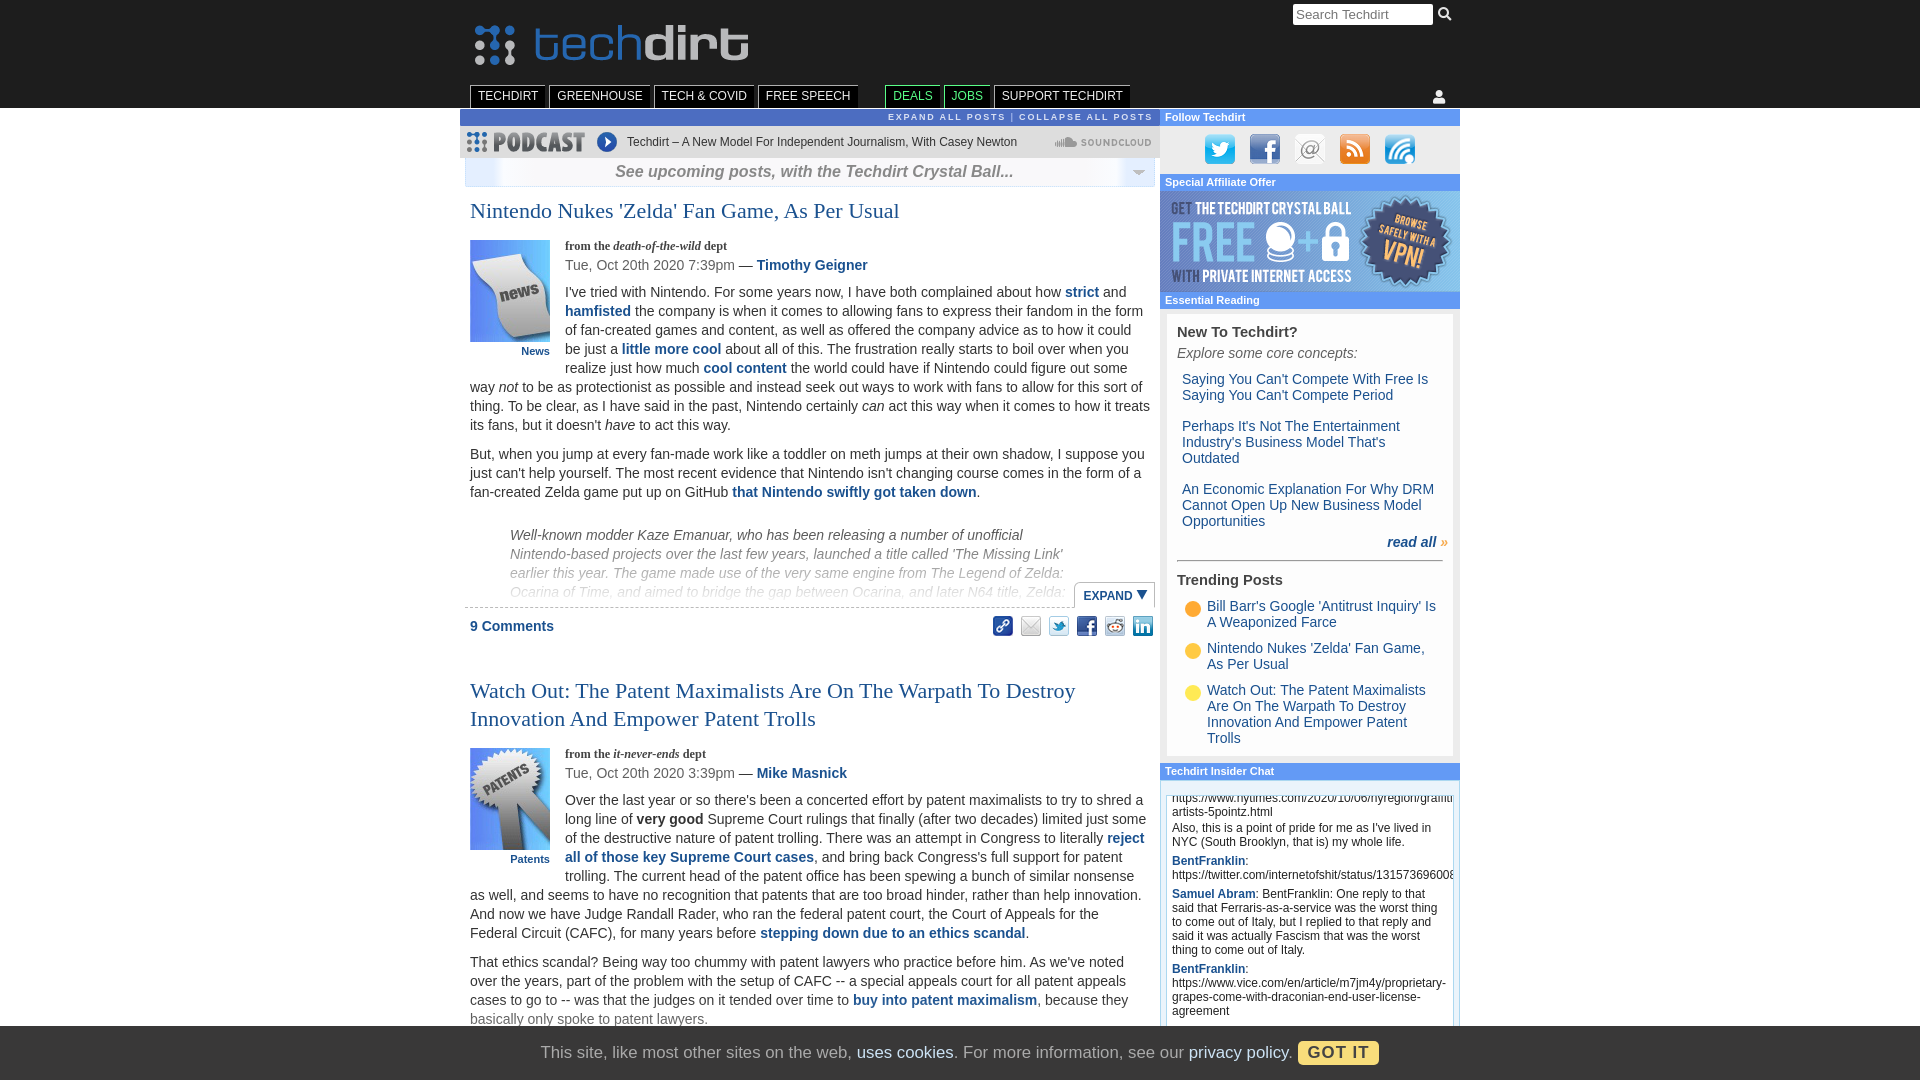 Search Techdirt
techdirt
TECHDIRT GREENHOUSE TECH & COVID FREE SPEECH DEALS JOBS SUPPORT TECHDIRT
EXPAND ALL POSTS | COLLAPSE ALL POSTS
PODCAST Techdirt – A New Model For Independent Journalism, With Casey Newton SOUNDCLOUD
See upcoming posts, with the Techdirt Crystal Ball...
Nintendo Nukes 'Zelda' Fan Game, As Per Usual
news
News
from the death-of-the-wild dept
Tue, Oct 20th 2020 7:39pm — Timothy Geigner
I've tried with Nintendo. For some years now, I have both complained about how strict and
hamfisted the company is when it comes to allowing fans to express their fandom in the form
of fan-created games and content, as well as offered the company advice as to how it could
be just a little more cool about all of this. The frustration really starts to boil over when you
realize just how much cool content the world could have if Nintendo could figure out some
way not to be as protectionist as possible and instead seek out ways to work with fans to allow for this sort of
thing. To be clear, as I have said in the past, Nintendo certainly can act this way when it comes to how it treats
its fans, but it doesn't have to act this way.
But, when you jump at every fan-made work like a toddler on meth jumps at their own shadow, I suppose you
just can't help yourself. The most recent evidence that Nintendo isn't changing course comes in the form of a
fan-created Zelda game put up on GitHub that Nintendo swiftly got taken down.
Well-known modder Kaze Emanuar, who has been releasing a number of unofficial
Nintendo-based projects over the last few years, launched a title called 'The Missing Link'
earlier this year. The game made use of the very same engine from The Legend of Zelda:
Ocarina of Time, and aimed to bridge the gap between Ocarina, and later N64 title, Zelda:
EXPAND
9 Comments
Watch Out: The Patent Maximalists Are On The Warpath To Destroy
Innovation And Empower Patent Trolls
PATENTS
Patents
from the it-never-ends dept
Tue, Oct 20th 2020 3:39pm — Mike Masnick
Over the last year or so there's been a concerted effort by patent maximalists to try to shred a
long line of very good Supreme Court rulings that finally (after two decades) limited just some
of the destructive nature of patent trolling. There was an attempt in Congress to literally reject
all of those key Supreme Court cases, and bring back Congress's full support for patent
trolling. The current head of the patent office has been spewing a bunch of similar nonsense
as well, and seems to have no recognition that patents that are too broad hinder, rather than help innovation.
And now we have Judge Randall Rader, who ran the federal patent court, the Court of Appeals for the
Federal Circuit (CAFC), for many years before stepping down due to an ethics scandal.
That ethics scandal? Being way too chummy with patent lawyers who practice before him. As we've noted
over the years, part of the problem with the setup of CAFC -- a special appeals court for all patent appeals
cases to go to -- was that the judges on it tended over time to buy into patent maximalism, because they
basically only spoke to patent lawyers.
Follow Techdirt
Special Affiliate Offer
GET THE TECHDIRT CRYSTAL BALL
FREE +
WITH PRIVATE INTERNET ACCESS
BROWSE
SAFELY WITH A
VPN!
Essential Reading
New To Techdirt?
Explore some core concepts:
Saying You Can't Compete With Free Is
Saying You Can't Compete Period
Perhaps It's Not The Entertainment
Industry's Business Model That's
Outdated
An Economic Explanation For Why DRM
Cannot Open Up New Business Model
Opportunities
read all »
Trending Posts
Bill Barr's Google 'Antitrust Inquiry' Is
A Weaponized Farce
Nintendo Nukes 'Zelda' Fan Game,
As Per Usual
Watch Out: The Patent Maximalists
Are On The Warpath To Destroy
Innovation And Empower Patent
Trolls
Techdirt Insider Chat
https://www.nytimes.com/2020/10/06/nyregion/graffiti
artists-5pointz.html
Also, this is a point of pride for me as I've lived in
NYC (South Brooklyn, that is) my whole life.
BentFranklin:
https://twitter.com/internetofshit/status/131573696008
Samuel Abram: BentFranklin: One reply to that
said that Ferraris-as-a-service was the worst thing
to come out of Italy, but I replied to that reply and
said it was actually Fascism that was the worst
thing to come out of Italy.
BentFranklin:
https://www.vice.com/en/article/m7jm4y/proprietary-
grapes-come-with-draconian-end-user-license-
agreement
This site, like most other sites on the web, uses cookies. For more information, see our privacy policy. GOT IT